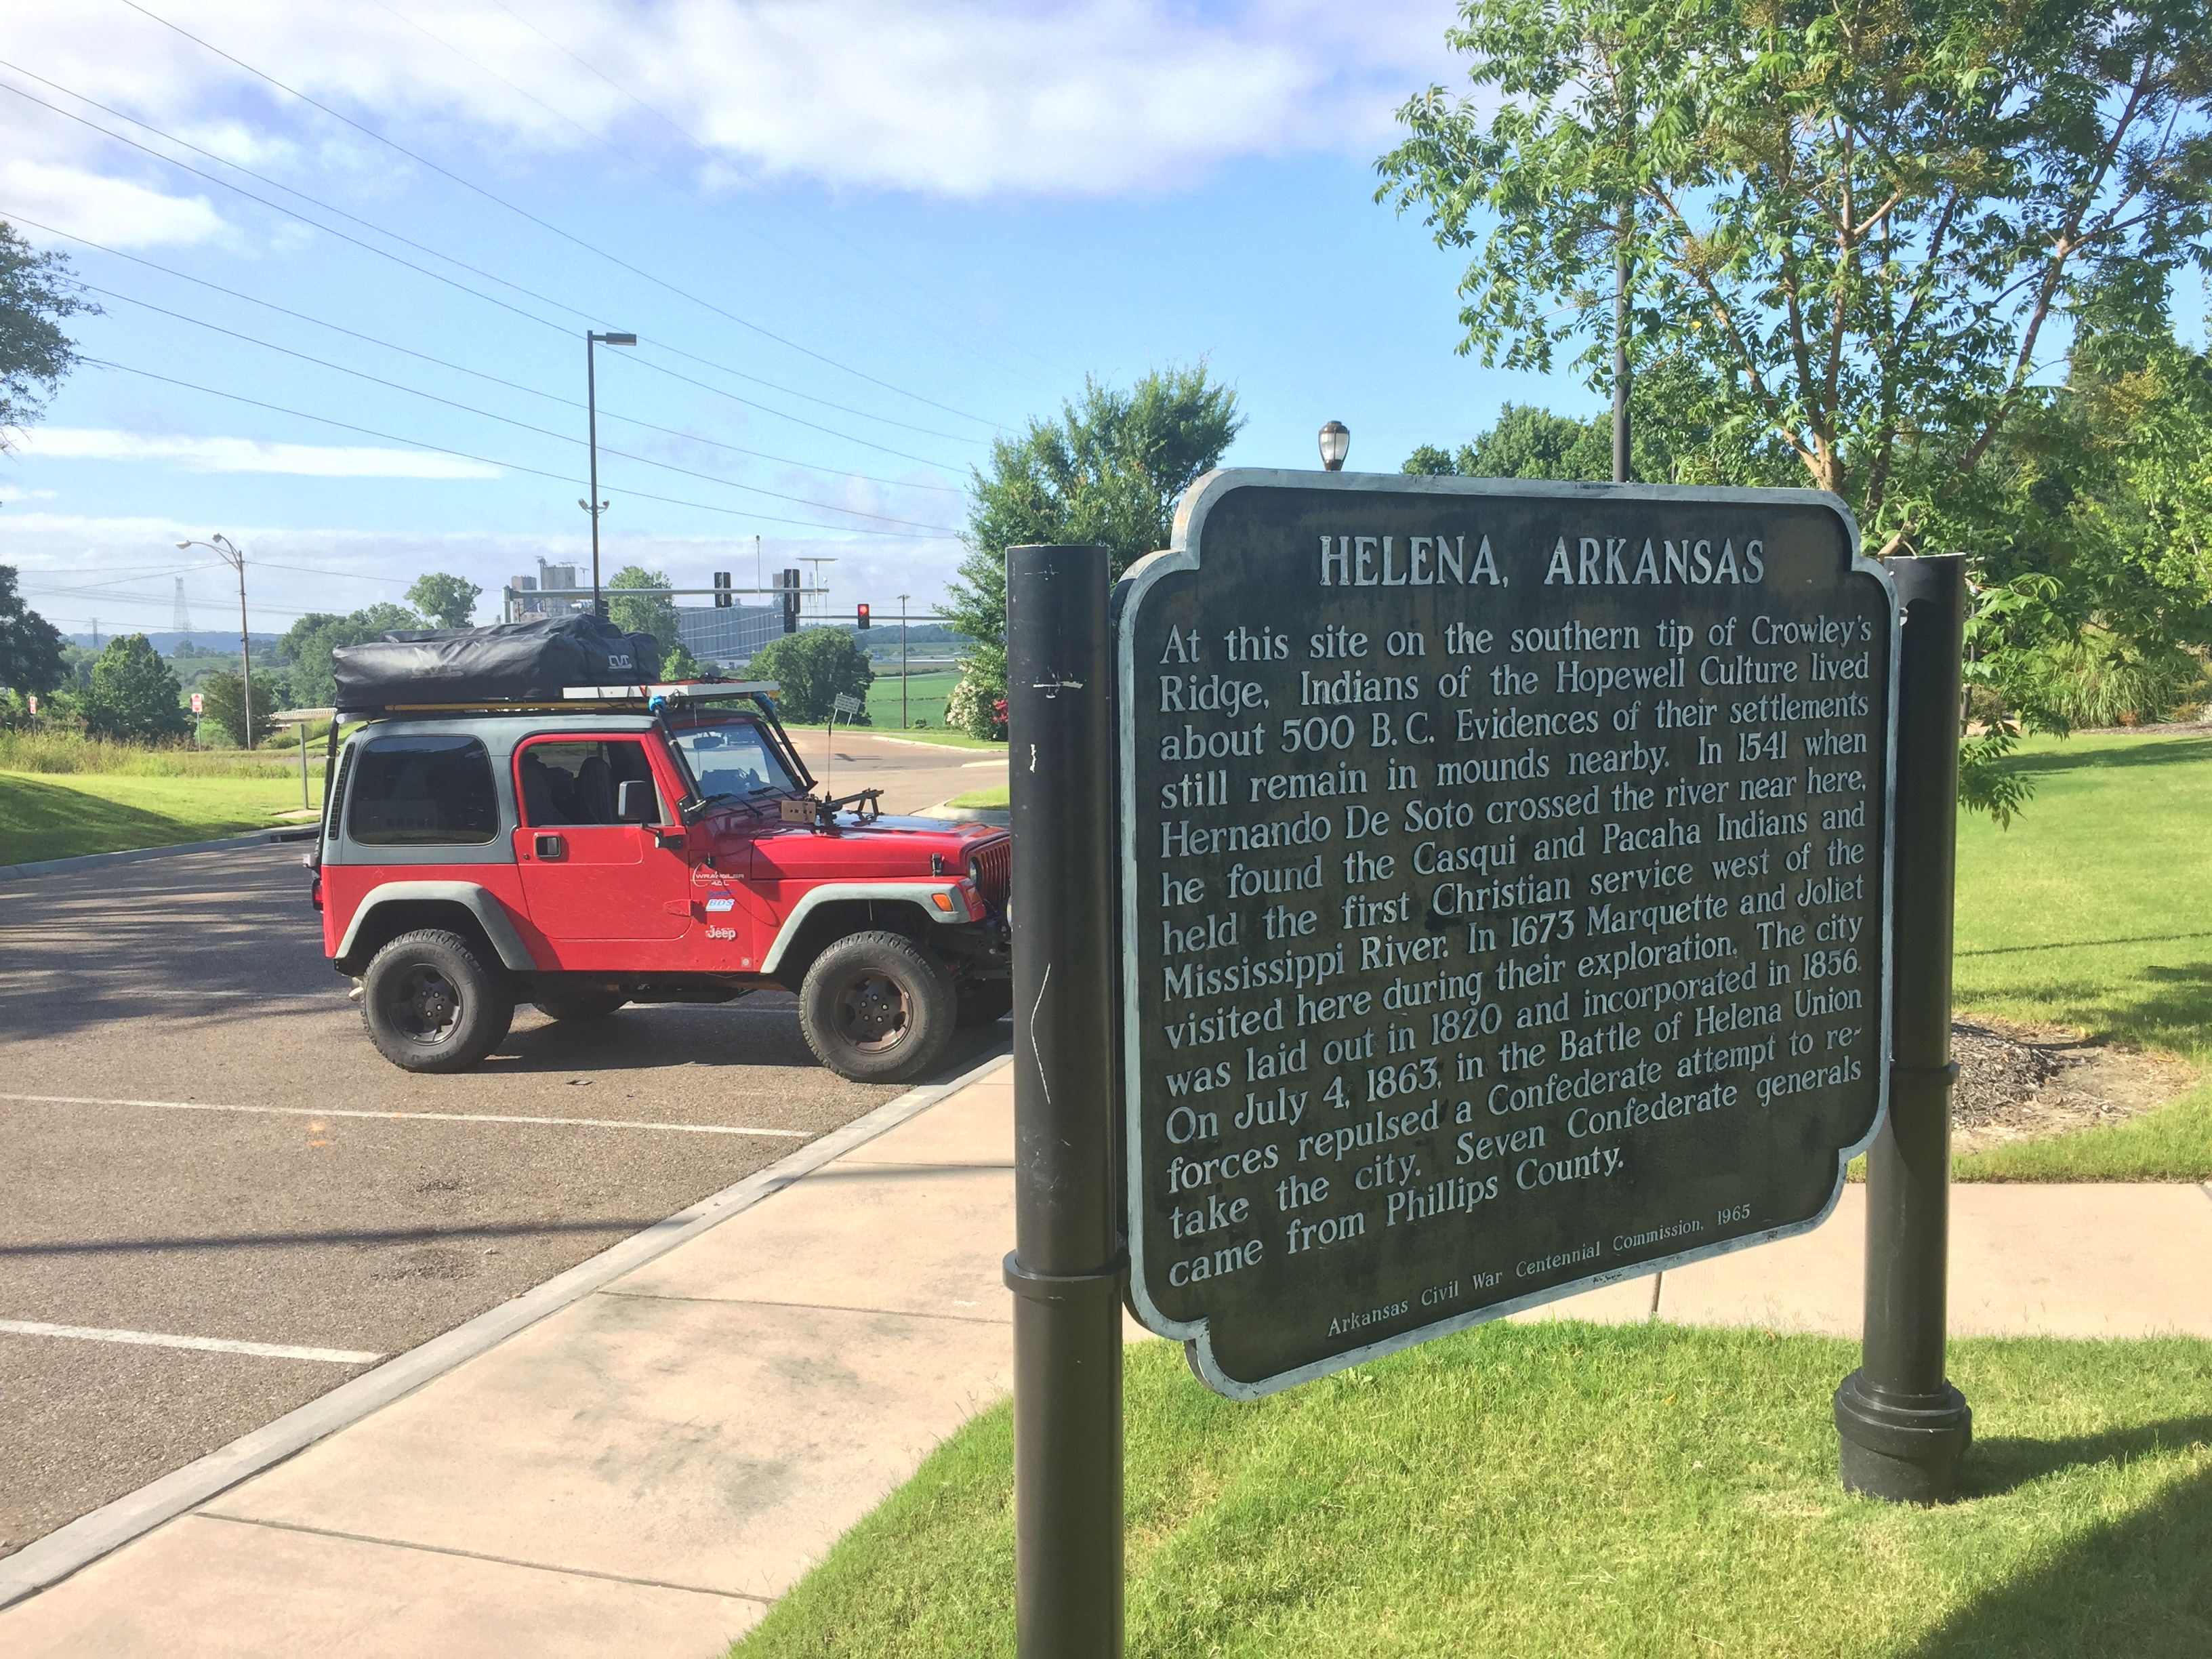 HELENA, ARKANSAS
At this site on the southern tip of Crowley's
Ridge, Indians of the Hopewell Culture lived
about 500 B.C. Evidences of their settlements
still remain in mounds nearby. In 1541 when
Hernando De Soto crossed the river near here,
he found the Casqui and Pacaha Indians and
held the first Christian service west of the
Mississippi River. In 1673 Marquette and Joliet
visited here during their exploration. The city
was laid out in 1820 and incorporated in 1856.
On July 4, 1863, in the Battle of Helena Union
forces repulsed a Confederate attempt to re-
take the city. Seven Confederate generals
came from Phillips County.
Arkansas Civil War Centennial Commission, 1965
CVT
WRANGLER
4.0L
BDS
Jeep